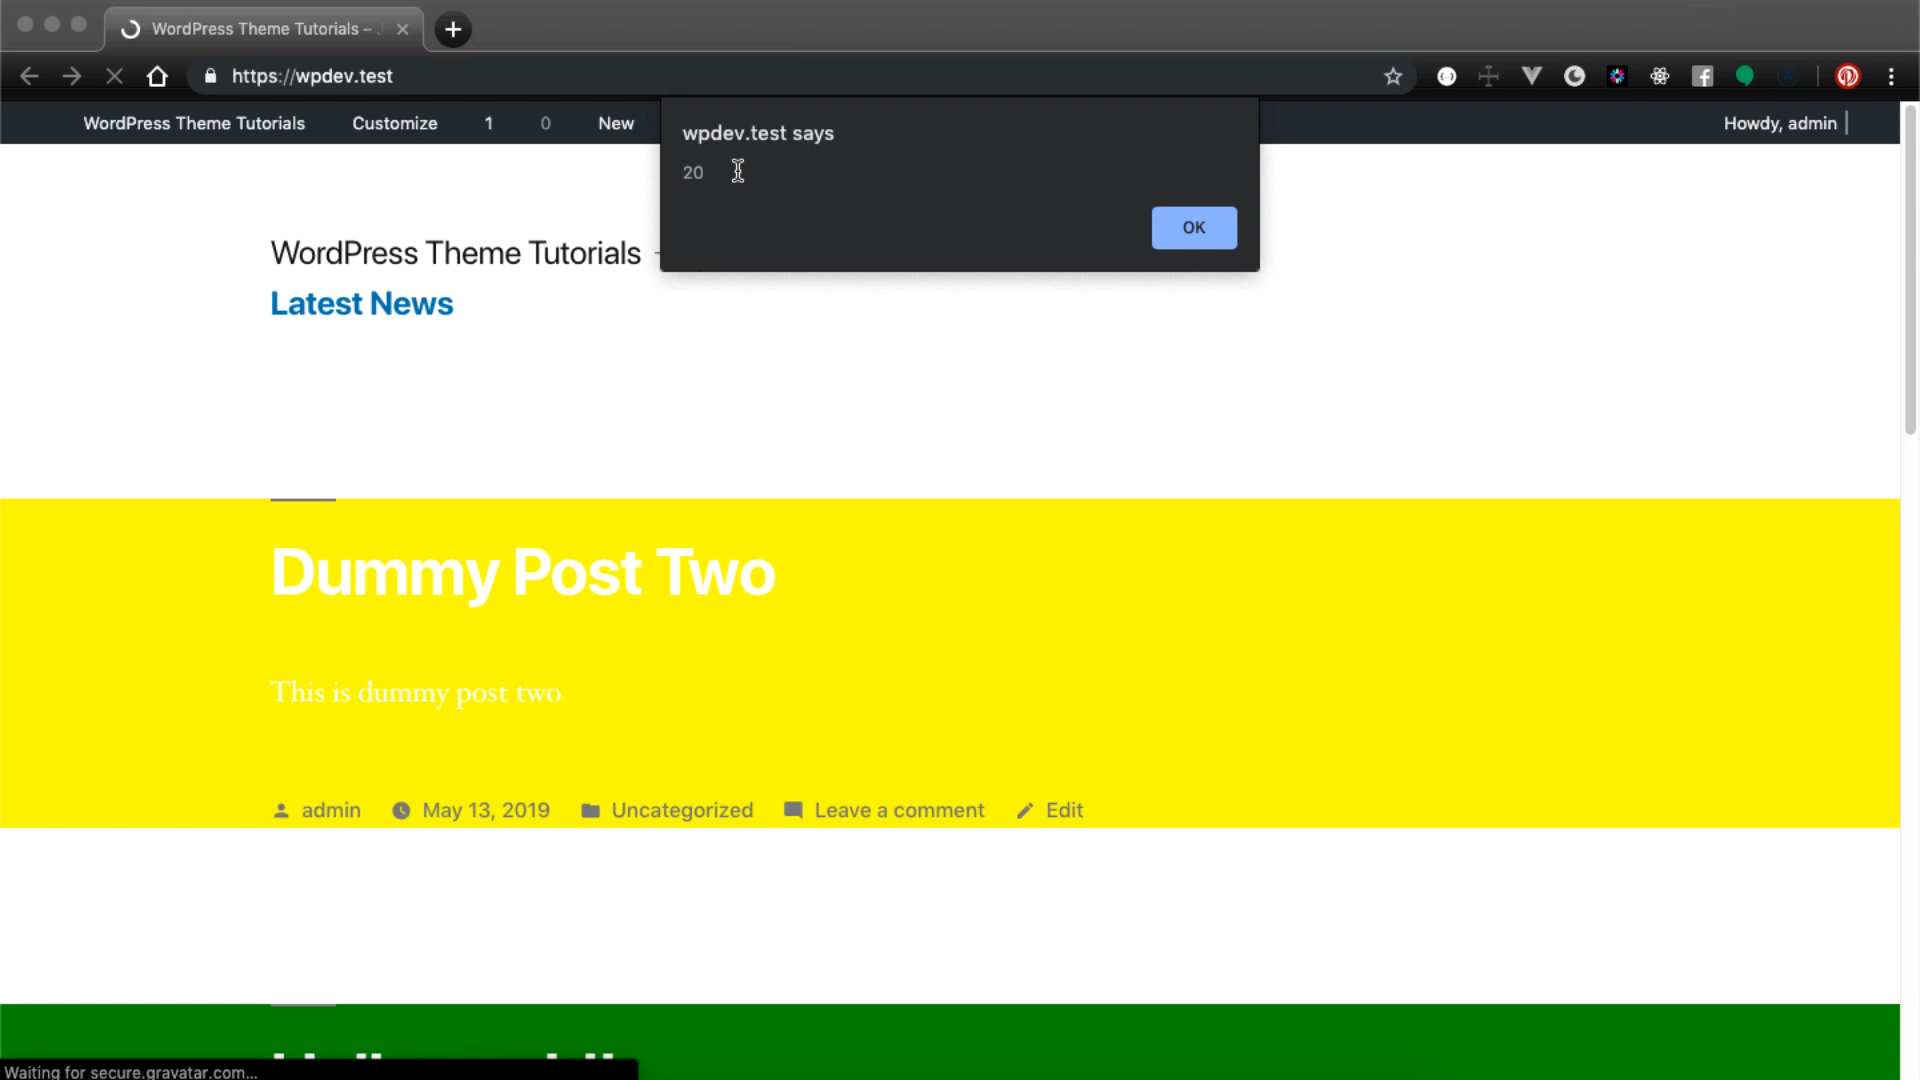 WordPress Theme Tutorials –
https://wpdev.test
WordPress Theme Tutorials Customize 1 0 New Howdy, admin
wpdev.test says
20
OK
WordPress Theme Tutorials –
Latest News
Dummy Post Two
This is dummy post two
admin May 13, 2019 Uncategorized Leave a comment Edit
Waiting for secure.gravatar.com...